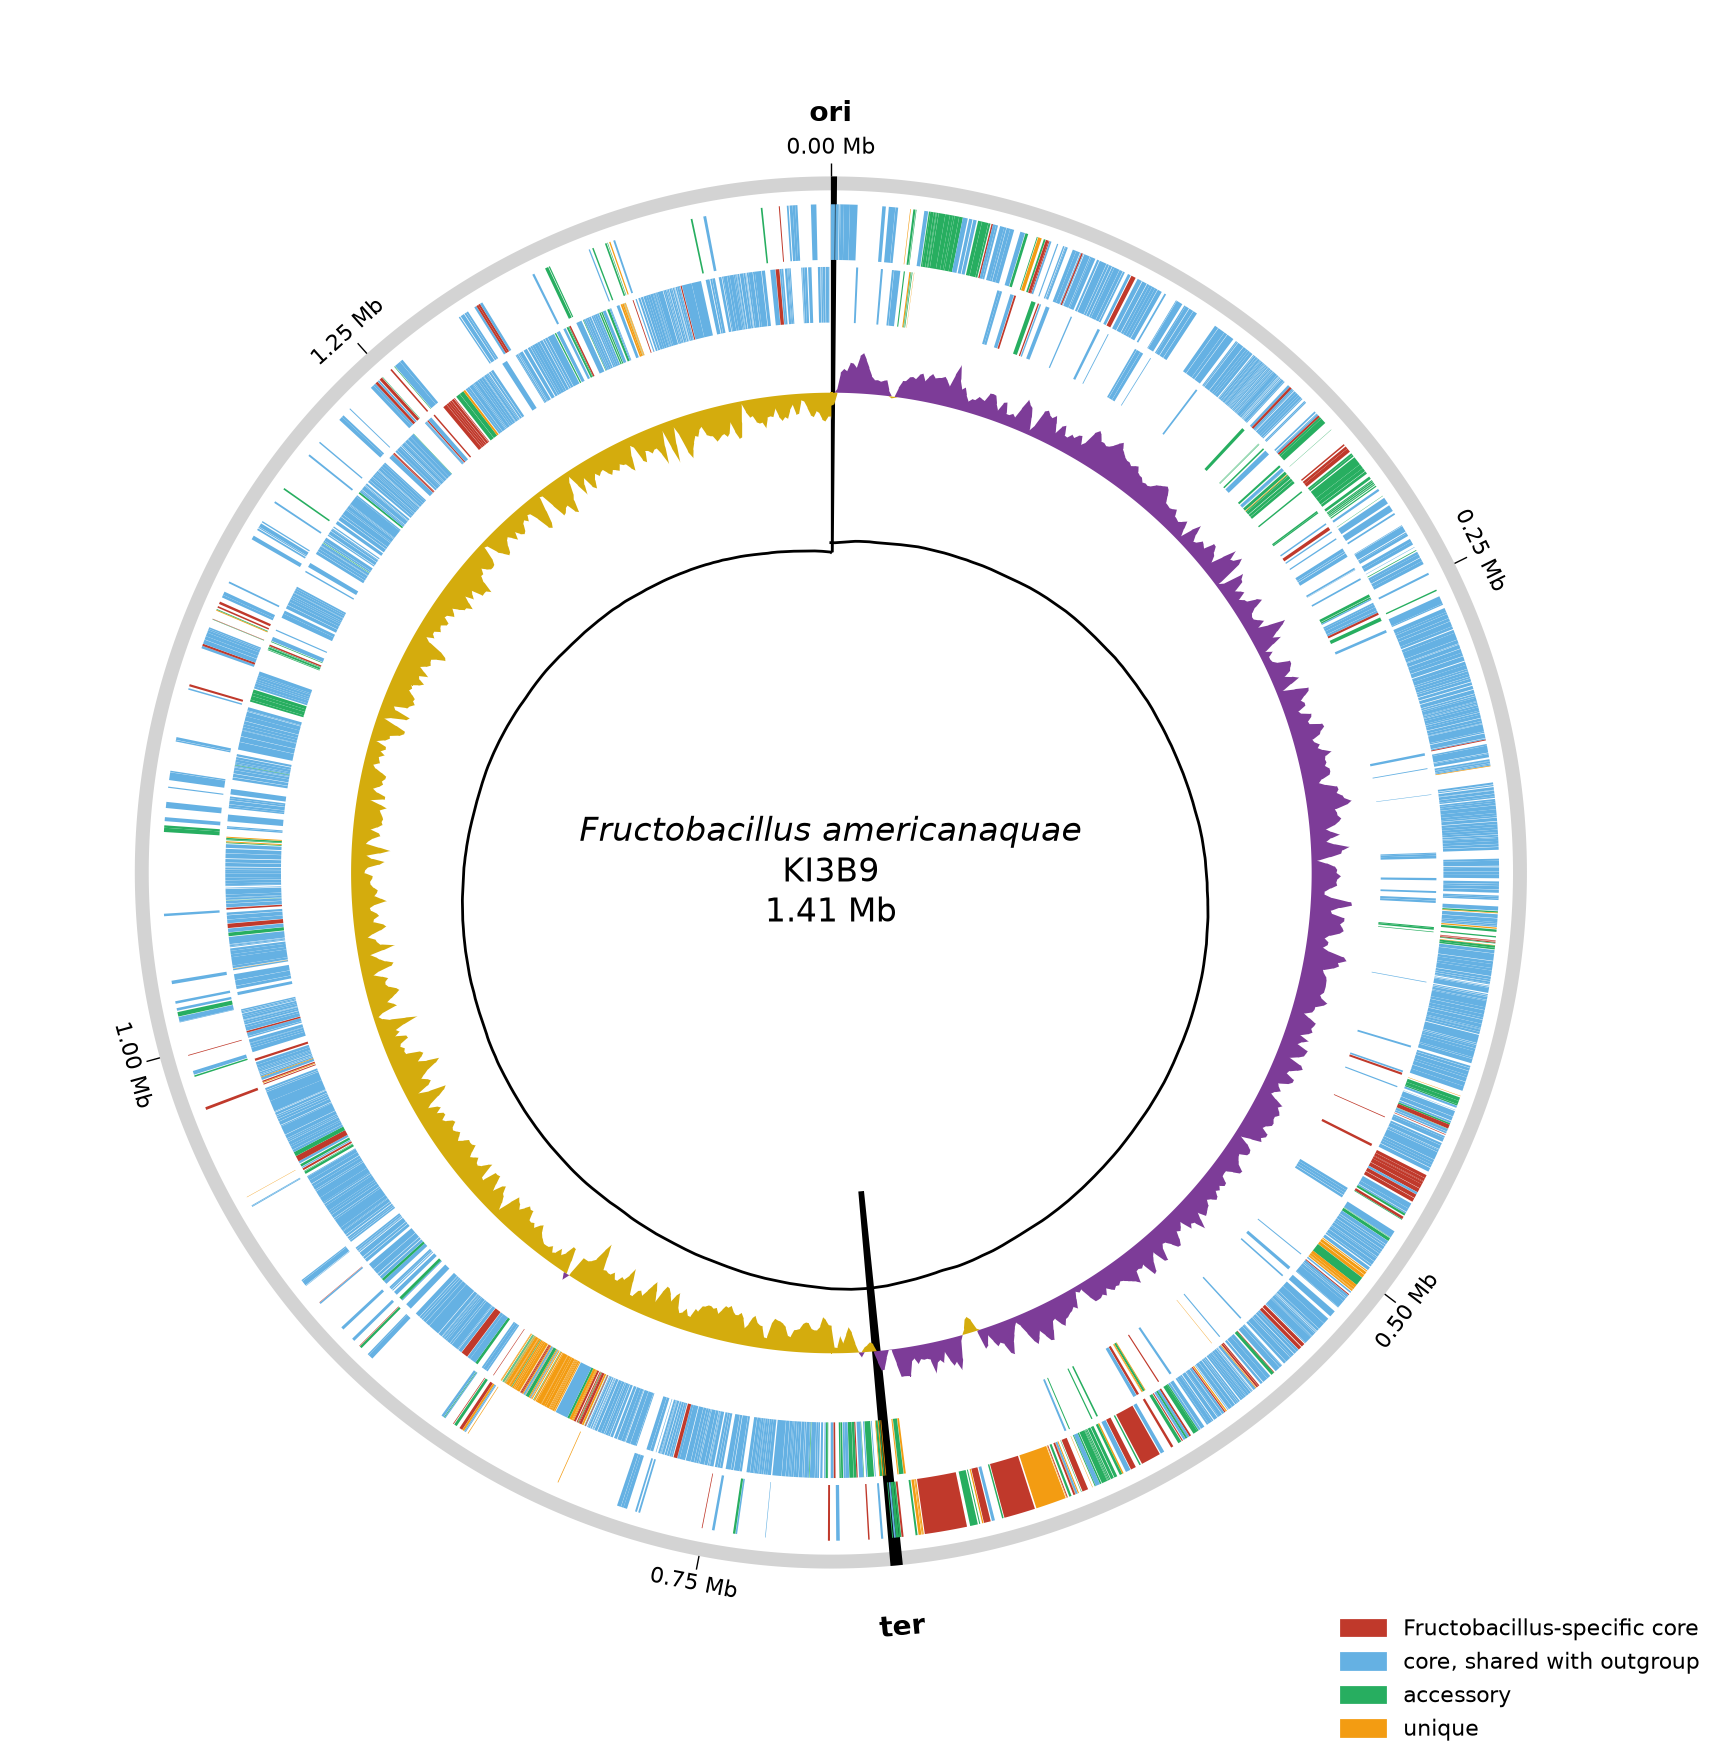 ori
0.00 Mb
1.25 Mb
0.25 Mb
Fructobacillus americanaquae
KI3B9
1.41 Mb
1.00 Mb
0.50 Mb
0.75 Mb
ter
Fructobacillus-specific core
core, shared with outgroup
accessory
unique